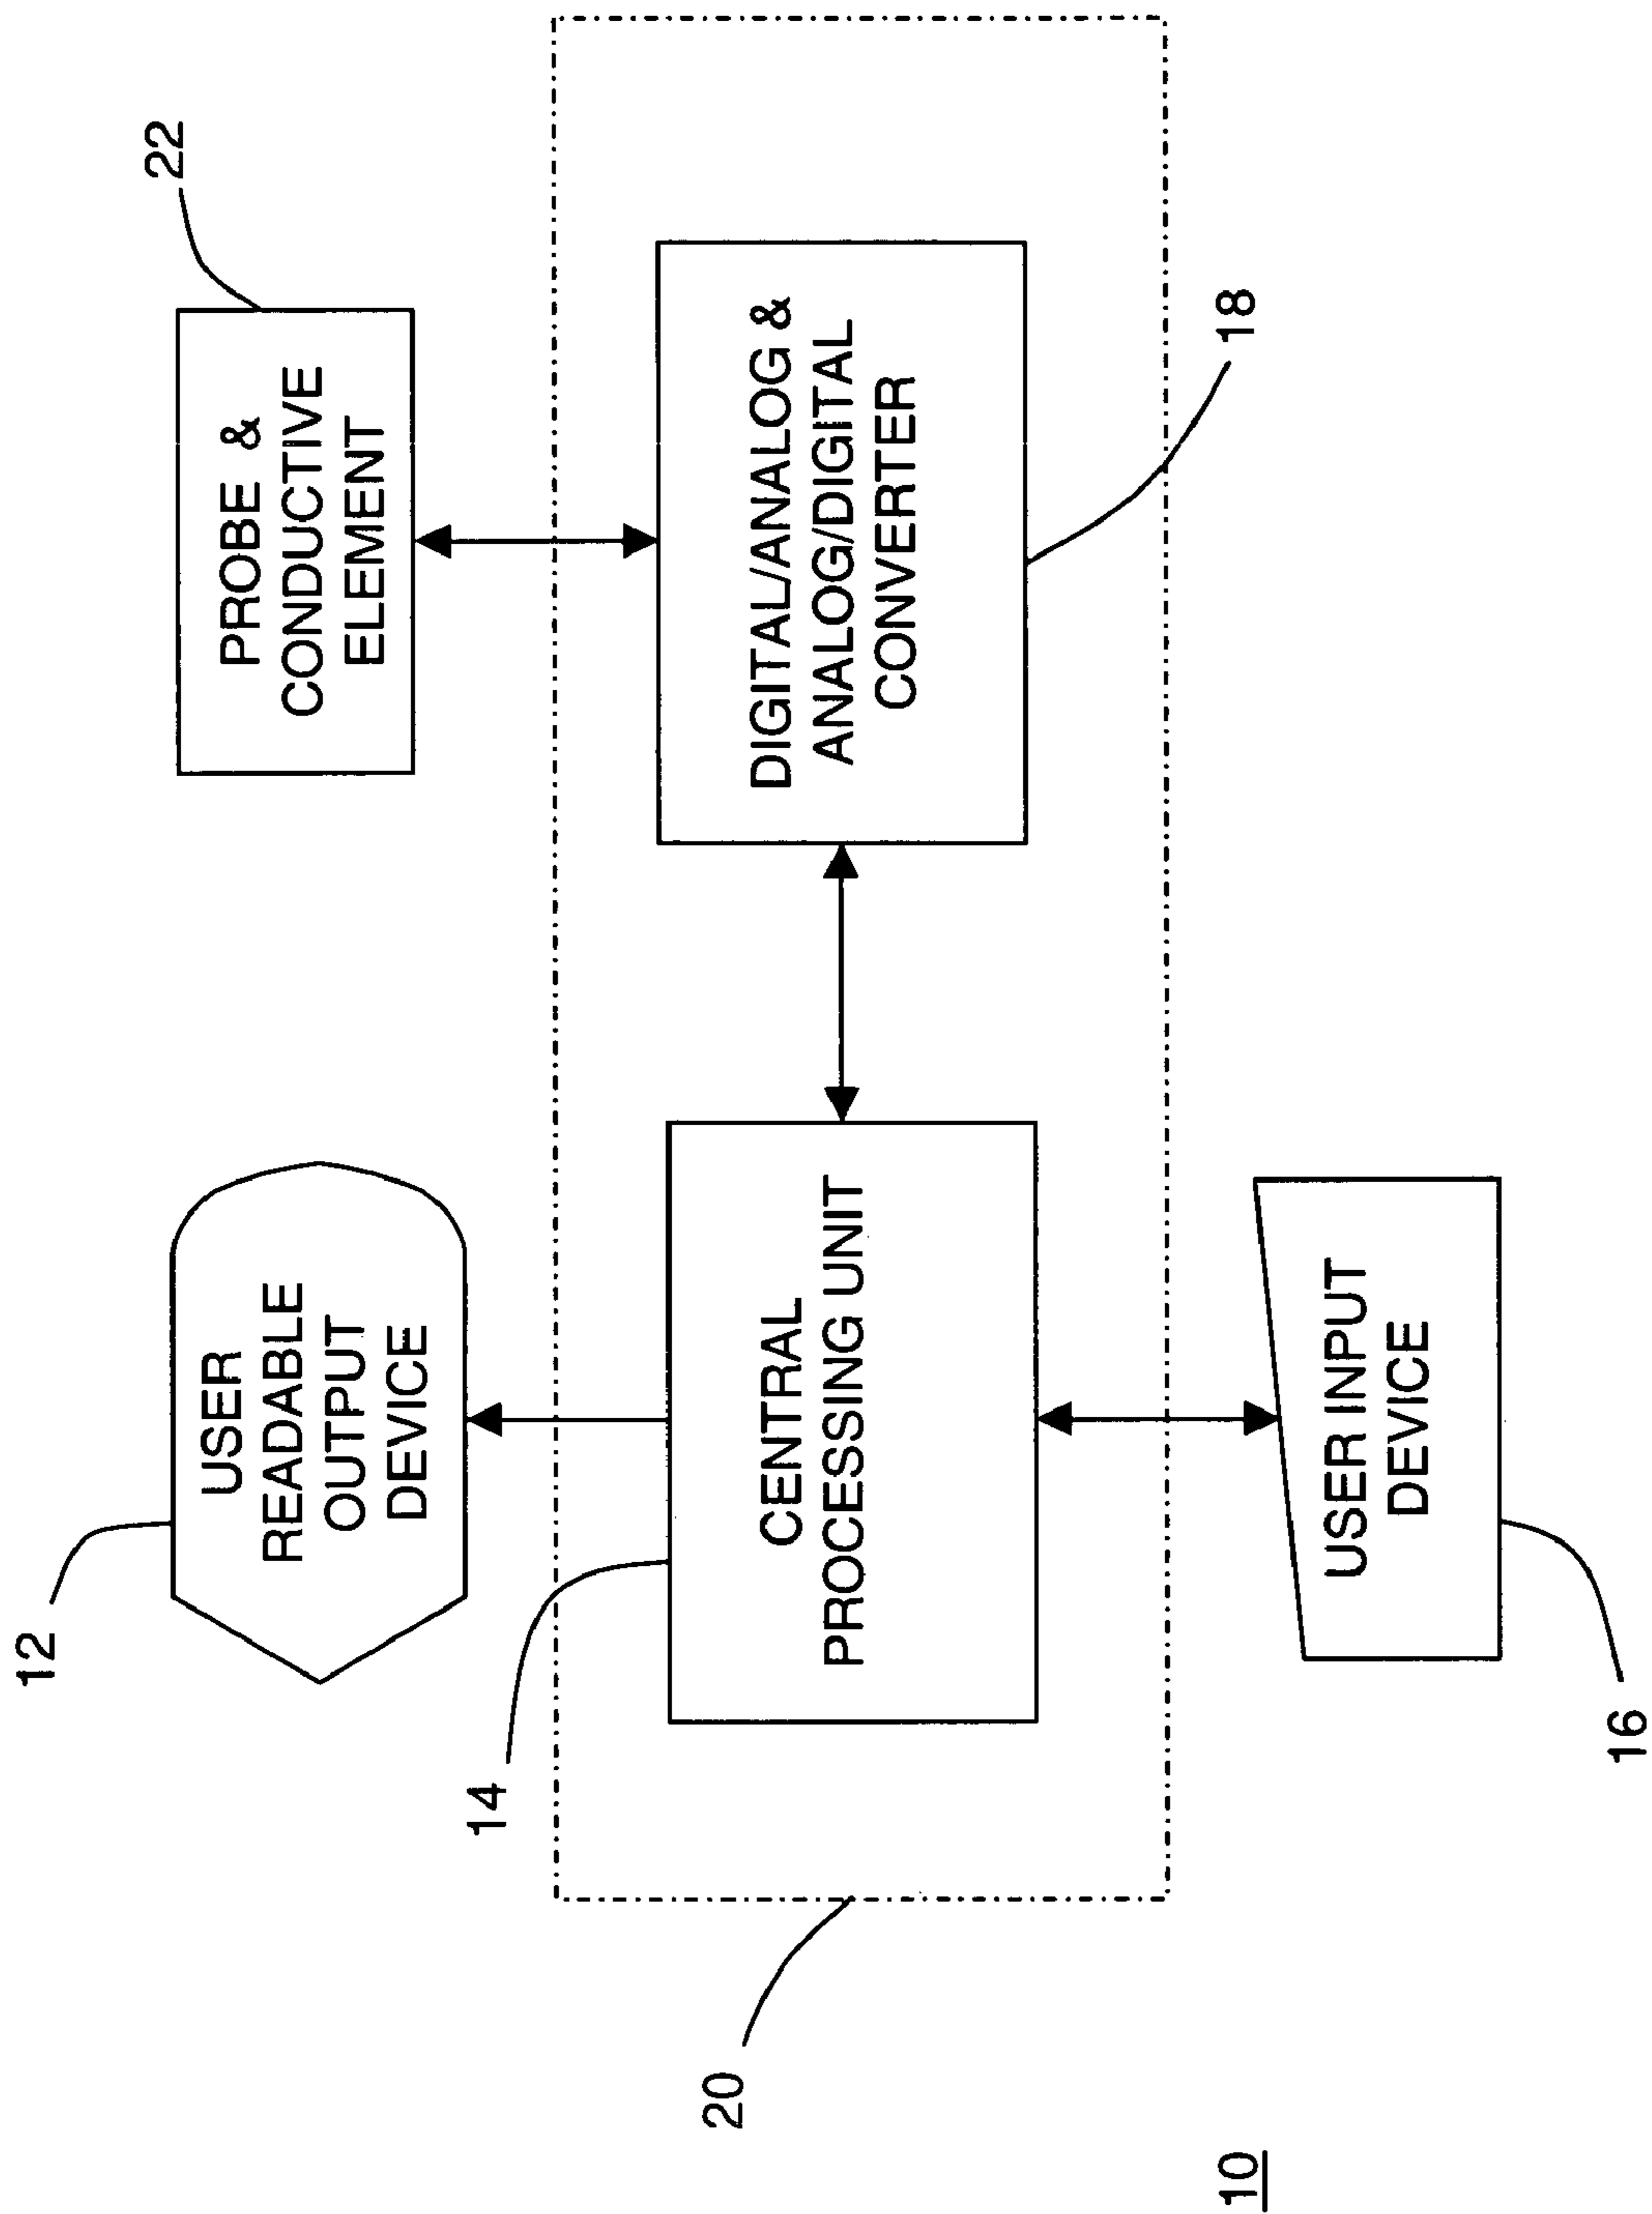 12
USER
READABLE
OUTPUT
DEVICE
22
PROBE &
CONDUCTIVE
ELEMENT
14
CENTRAL
PROCESSING UNIT
DIGITAL/ANALOG &
ANALOG/DIGITAL
CONVERTER
18
20
USER INPUT
DEVICE
16
10